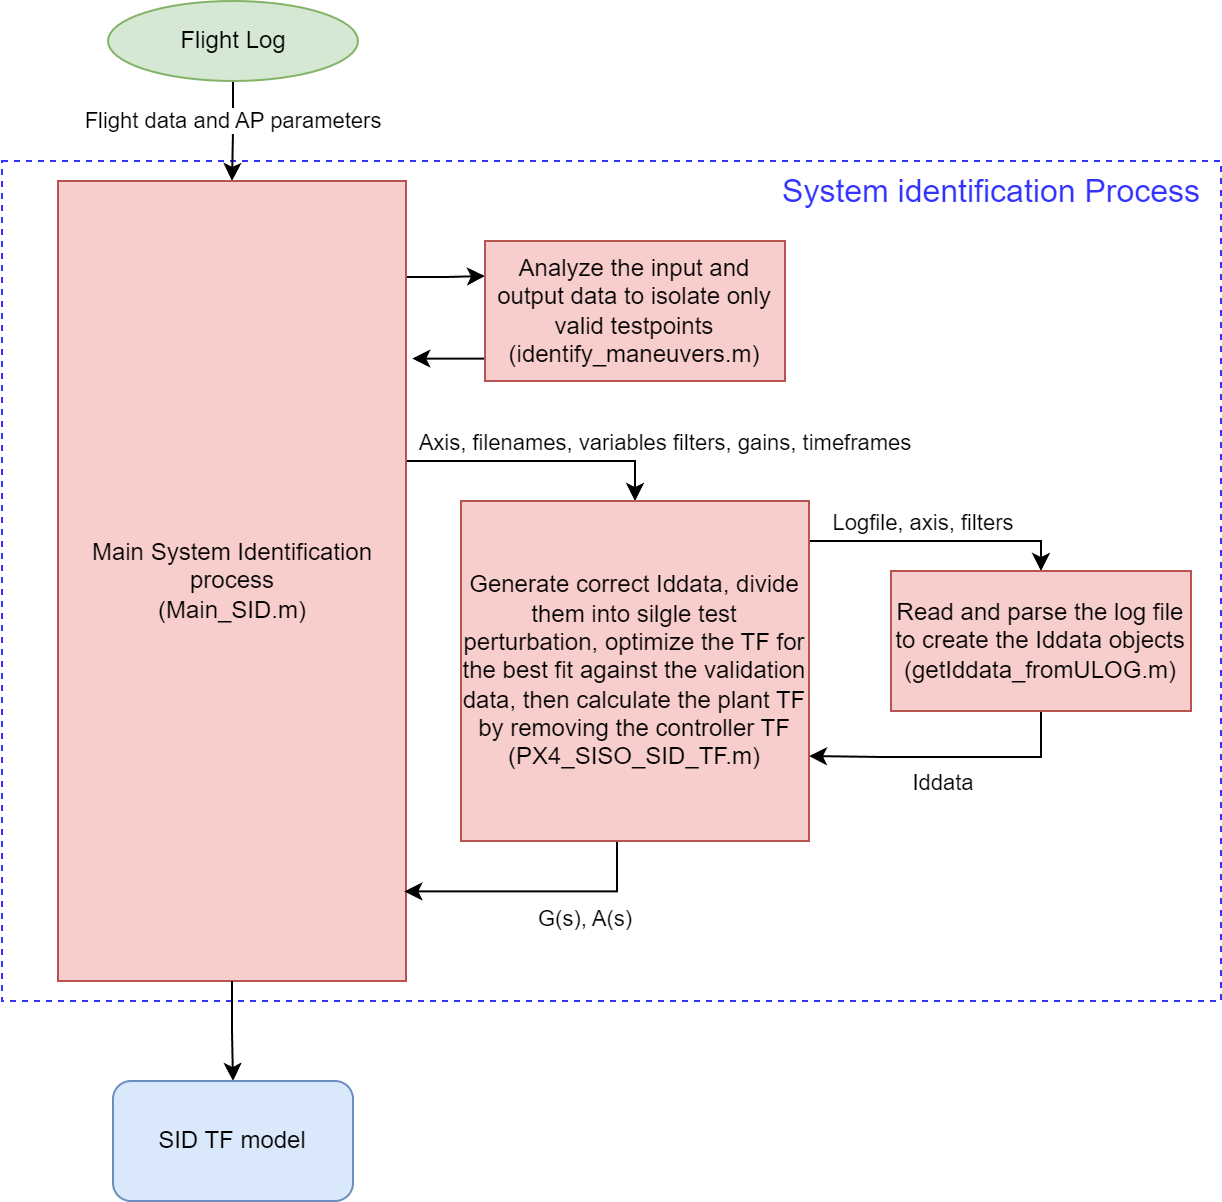 Flight Log
Flight data and AP parameters
System identification Process
Analyze the input and
output data to isolate only
valid testpoints
(identify_maneuvers.m)
Axis, filenames, variables filters, gains, timeframes
Logfile, axis, filters
Main System Identification
process
(Main_SID.m)
Generate correct Iddata, divide
them into silgle test
perturbation, optimize the TF for
the best fit against the validation
data, then calculate the plant TF
by removing the controller TF
(PX4_SISO_SID_TF.m)
Read and parse the log file
to create the Iddata objects
(getIddata_fromULOG.m)
Iddata
G(s), A(s)
SID TF model